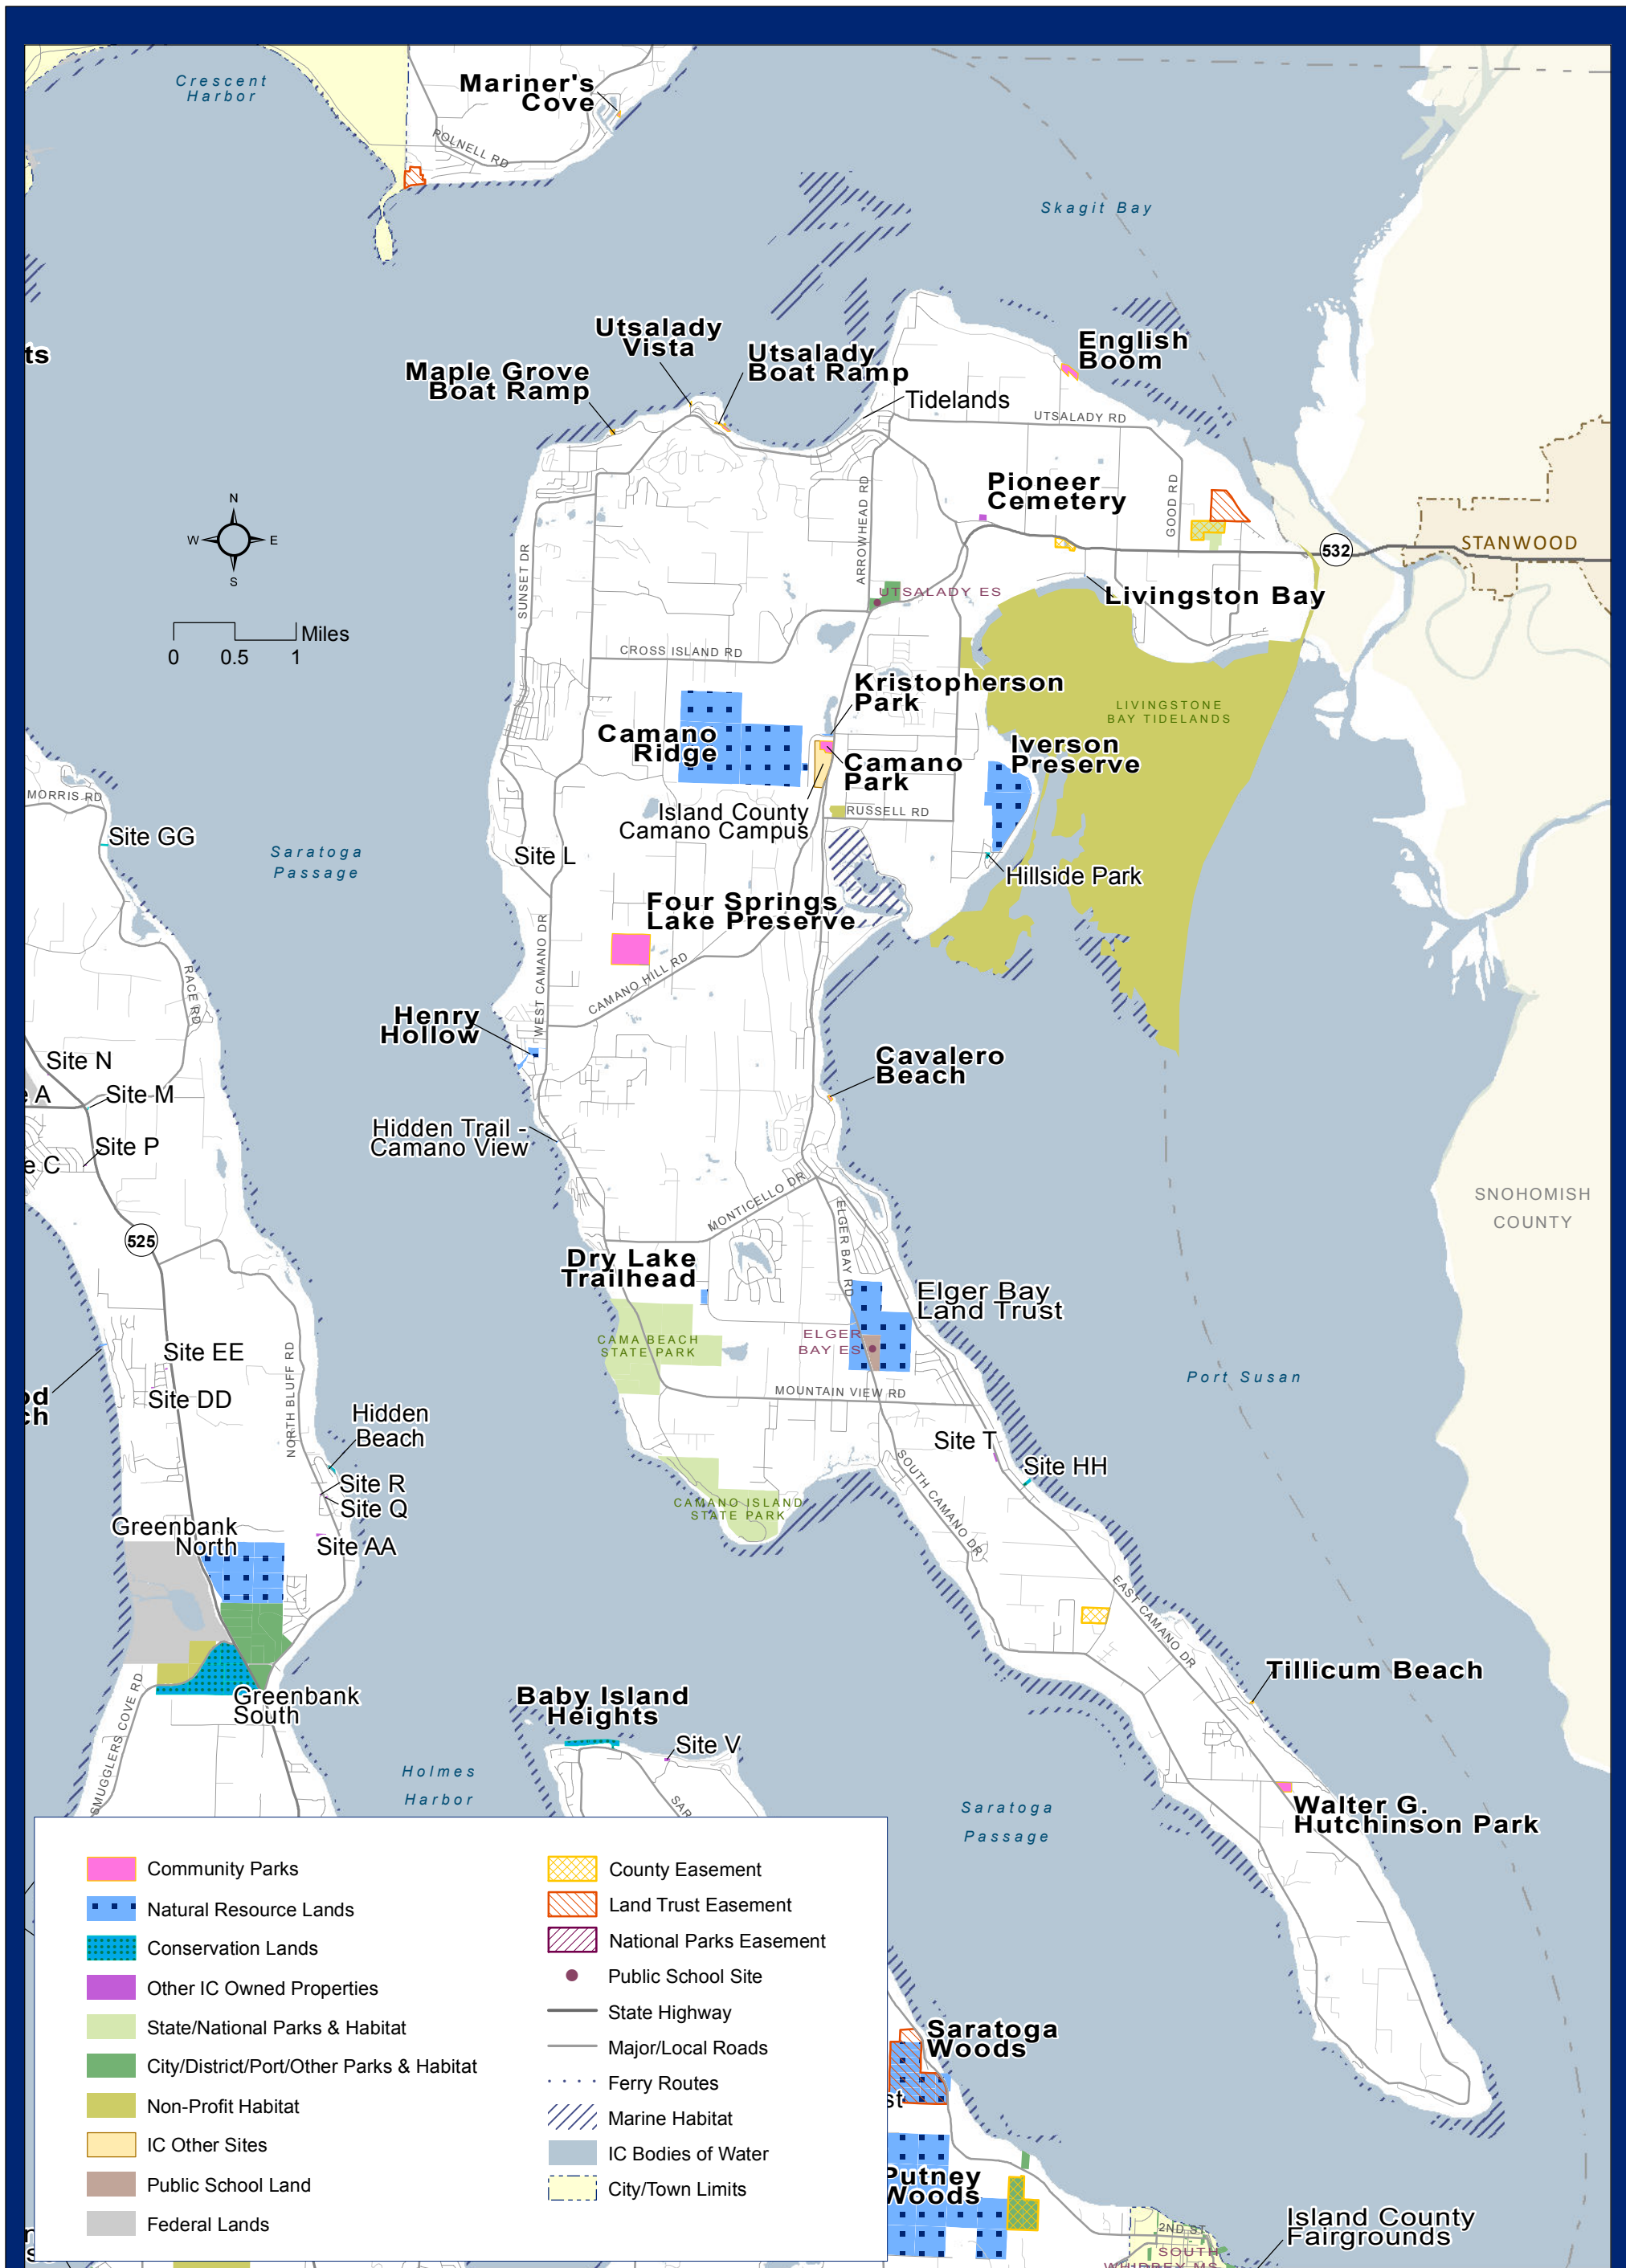 Crescent
Harbor
Mariner's
Cove
POLNELL RD
Skagit Bay
ts
Utsalady
Vista
Utsalady
Boat Ramp
English
Boom
Maple Grove
Boat Ramp
Tidelands
UTSALADY RD
Pioneer
Cemetery
GOOD RD
ARROWHEAD RD
N
W
E
S
SUNSET DR
532
STANWOOD
UTSALADY ES
Livingston Bay
Miles
0
0.5
1
CROSS ISLAND RD
Kristopherson
Park
LIVINGSTONE
BAY TIDELANDS
Camano
Ridge
Iverson
Preserve
Camano
Park
MORRIS RD
Island County
Camano Campus
RUSSELL RD
Site GG
Saratoga
Passage
Site L
Hillside Park
Four Springs
Lake Preserve
RACE RD
WEST CAMANO DR
CAMANO HILL RD
Henry
Hollow
Site N
Cavalero
Beach
e A
Site M
Hidden Trail -
Camano View
Site P
e C
MONTICELLO DR
SNOHOMISH
COUNTY
ELGER BAY RD
525
Dry Lake
Trailhead
Elger Bay
Land Trust
CAMA BEACH
STATE PARK
ELGER
BAY ES
Site EE
NORTH BLUFF RD
Port Susan
od
ch
Site DD
MOUNTAIN VIEW RD
Hidden
Beach
Site T
Site HH
SOUTH CAMANO DR
Site R
Site Q
CAMANO ISLAND
STATE PARK
Greenbank
North
Site AA
EAST CAMANO DR
SMUGGLERS COVE RD
Greenbank
South
Tillicum Beach
Baby Island
Heights
Site V
Holmes
Harbor
SAR
Saratoga
Passage
Walter G.
Hutchinson Park
Community Parks
Natural Resource Lands
Conservation Lands
Other IC Owned Properties
State/National Parks & Habitat
City/District/Port/Other Parks & Habitat
Non-Profit Habitat
IC Other Sites
Public School Land
Federal Lands
County Easement
Land Trust Easement
National Parks Easement
Public School Site
State Highway
Major/Local Roads
Ferry Routes
Marine Habitat
IC Bodies of Water
City/Town Limits
Saratoga
Woods
st
Putney
Woods
2ND ST
SOUTH
WHIDBEY MS
Island County
Fairgrounds